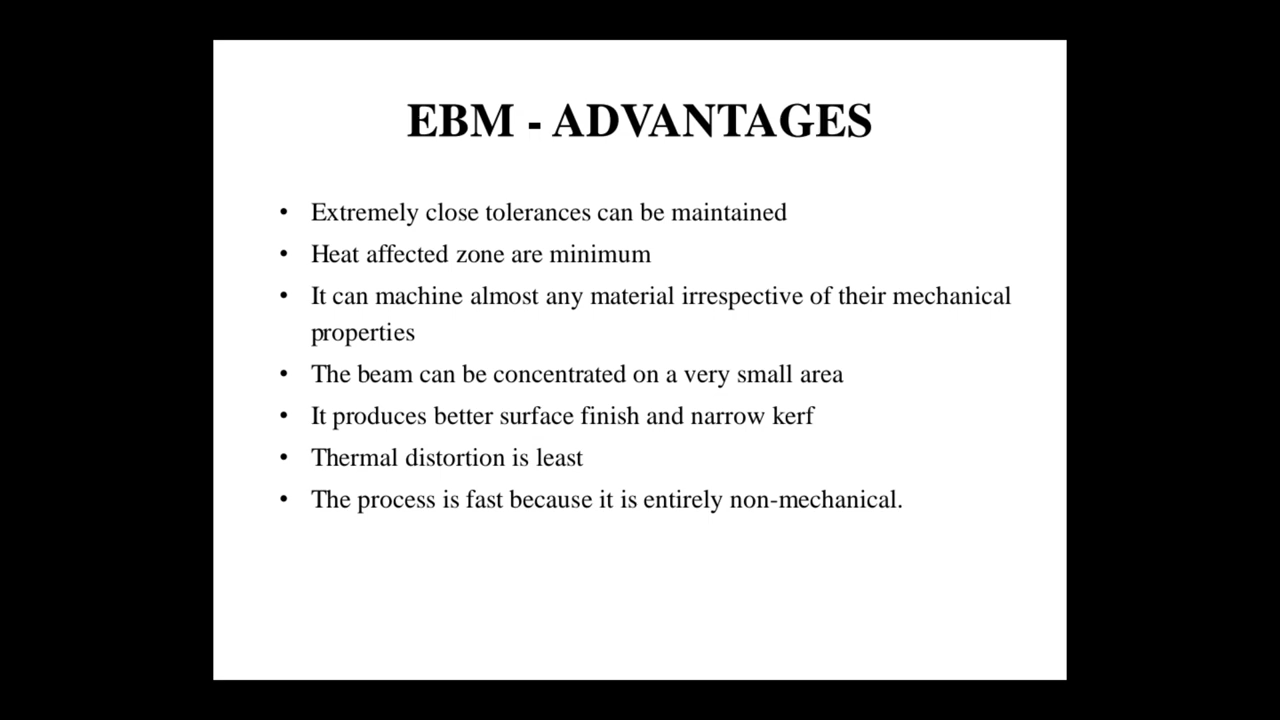 EBM - ADVANTAGES
• Extremely close tolerances can be maintained
• Heat affected zone are minimum
• It can machine almost any material irrespective of their mechanical
properties
• The beam can be concentrated on a very small area
• It produces better surface finish and narrow kerf
• Thermal distortion is least
• The process is fast because it is entirely non-mechanical.